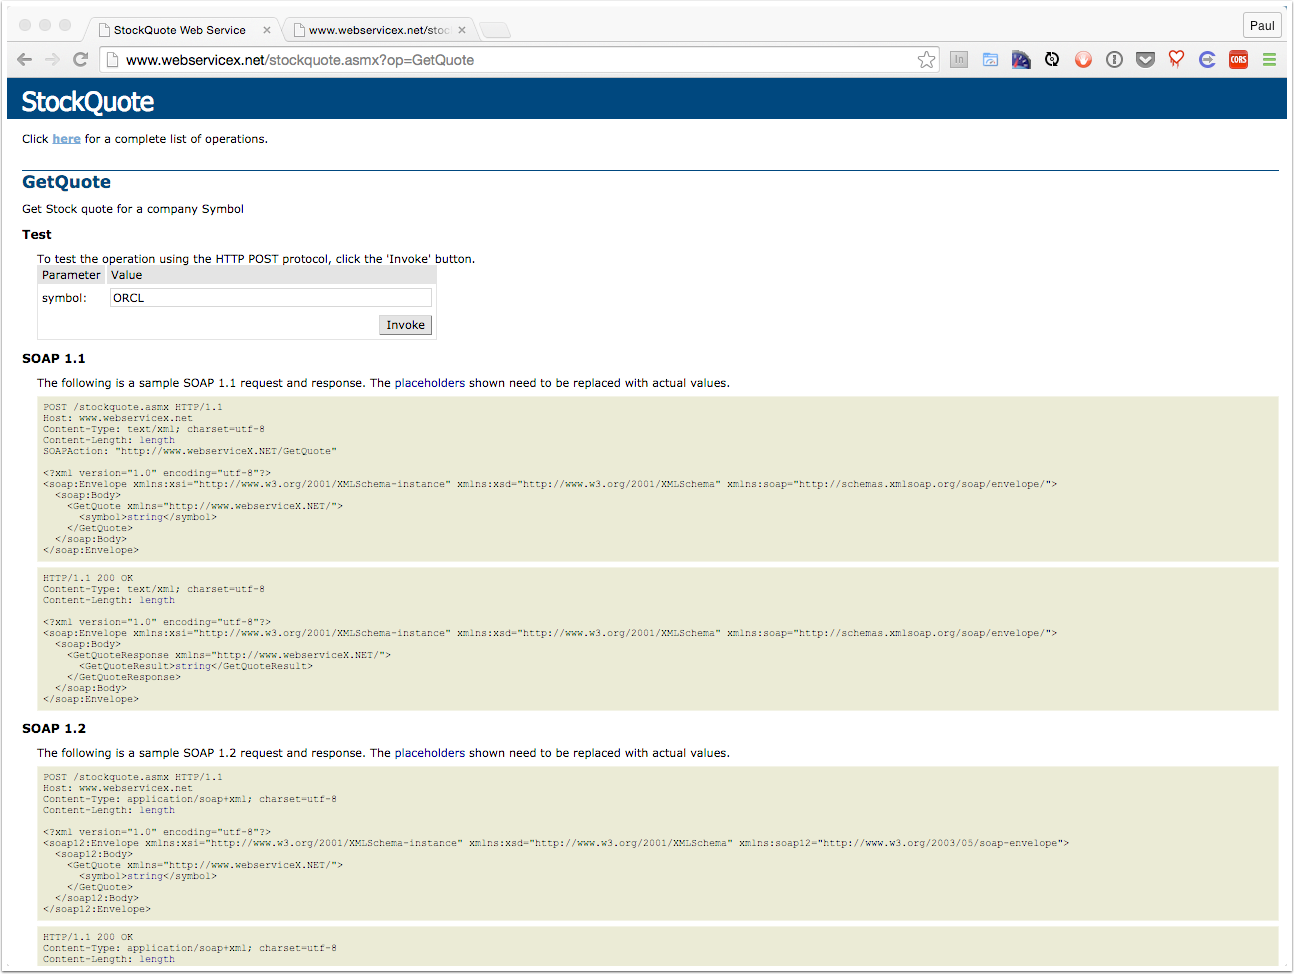 StockQuote Web Service
www.webservicex.net/stoc
Paul
www.webservicex.net/stockquote.asmx?op=GetQuote
In
CORS
StockQuote
Click here for a complete list of operations.
GetQuote
Get Stock quote for a company Symbol
Test
To test the operation using the HTTP POST protocol, click the 'Invoke' button.
Parameter Value
symbol: ORCL
Invoke
SOAP 1.1
The following is a sample SOAP 1.1 request and response. The placeholders shown need to be replaced with actual values.
POST /stockquote.asmx HTTP/1.1
Host: www.webservicex.net
Content-Type: text/xml; charset=utf-8
Content-Length: length
SOAPAction: "http://www.webserviceX.NET/GetQuote"
<?xml version="1.0" encoding="utf-8"?>
<soap:Envelope xmlns:xsi="http://www.w3.org/2001/XMLSchema-instance" xmlns:xsd="http://www.w3.org/2001/XMLSchema" xmlns:soap="http://schemas.xmlsoap.org/soap/envelope/">
<soap:Body>
<GetQuote xmlns="http://www.webserviceX.NET/">
<symbol>string</symbol>
</GetQuote>
</soap:Body>
</soap:Envelope>
HTTP/1.1 200 OK
Content-Type: text/xml; charset=utf-8
Content-Length: length
<?xml version="1.0" encoding="utf-8"?>
<soap:Envelope xmlns:xsi="http://www.w3.org/2001/XMLSchema-instance" xmlns:xsd="http://www.w3.org/2001/XMLSchema" xmlns:soap="http://schemas.xmlsoap.org/soap/envelope/">
<soap:Body>
<GetQuoteResponse xmlns="http://www.webserviceX.NET/">
<GetQuoteResult>string</GetQuoteResult>
</GetQuoteResponse>
</soap:Body>
</soap:Envelope>
SOAP 1.2
The following is a sample SOAP 1.2 request and response. The placeholders shown need to be replaced with actual values.
POST /stockquote.asmx HTTP/1.1
Host: www.webservicex.net
Content-Type: application/soap+xml; charset=utf-8
Content-Length: length
<?xml version="1.0" encoding="utf-8"?>
<soap12:Envelope xmlns:xsi="http://www.w3.org/2001/XMLSchema-instance" xmlns:xsd="http://www.w3.org/2001/XMLSchema" xmlns:soap12="http://www.w3.org/2003/05/soap-envelope">
<soap12:Body>
<GetQuote xmlns="http://www.webserviceX.NET/">
<symbol>string</symbol>
</GetQuote>
</soap12:Body>
</soap12:Envelope>
HTTP/1.1 200 OK
Content-Type: application/soap+xml; charset=utf-8
Content-Length: length